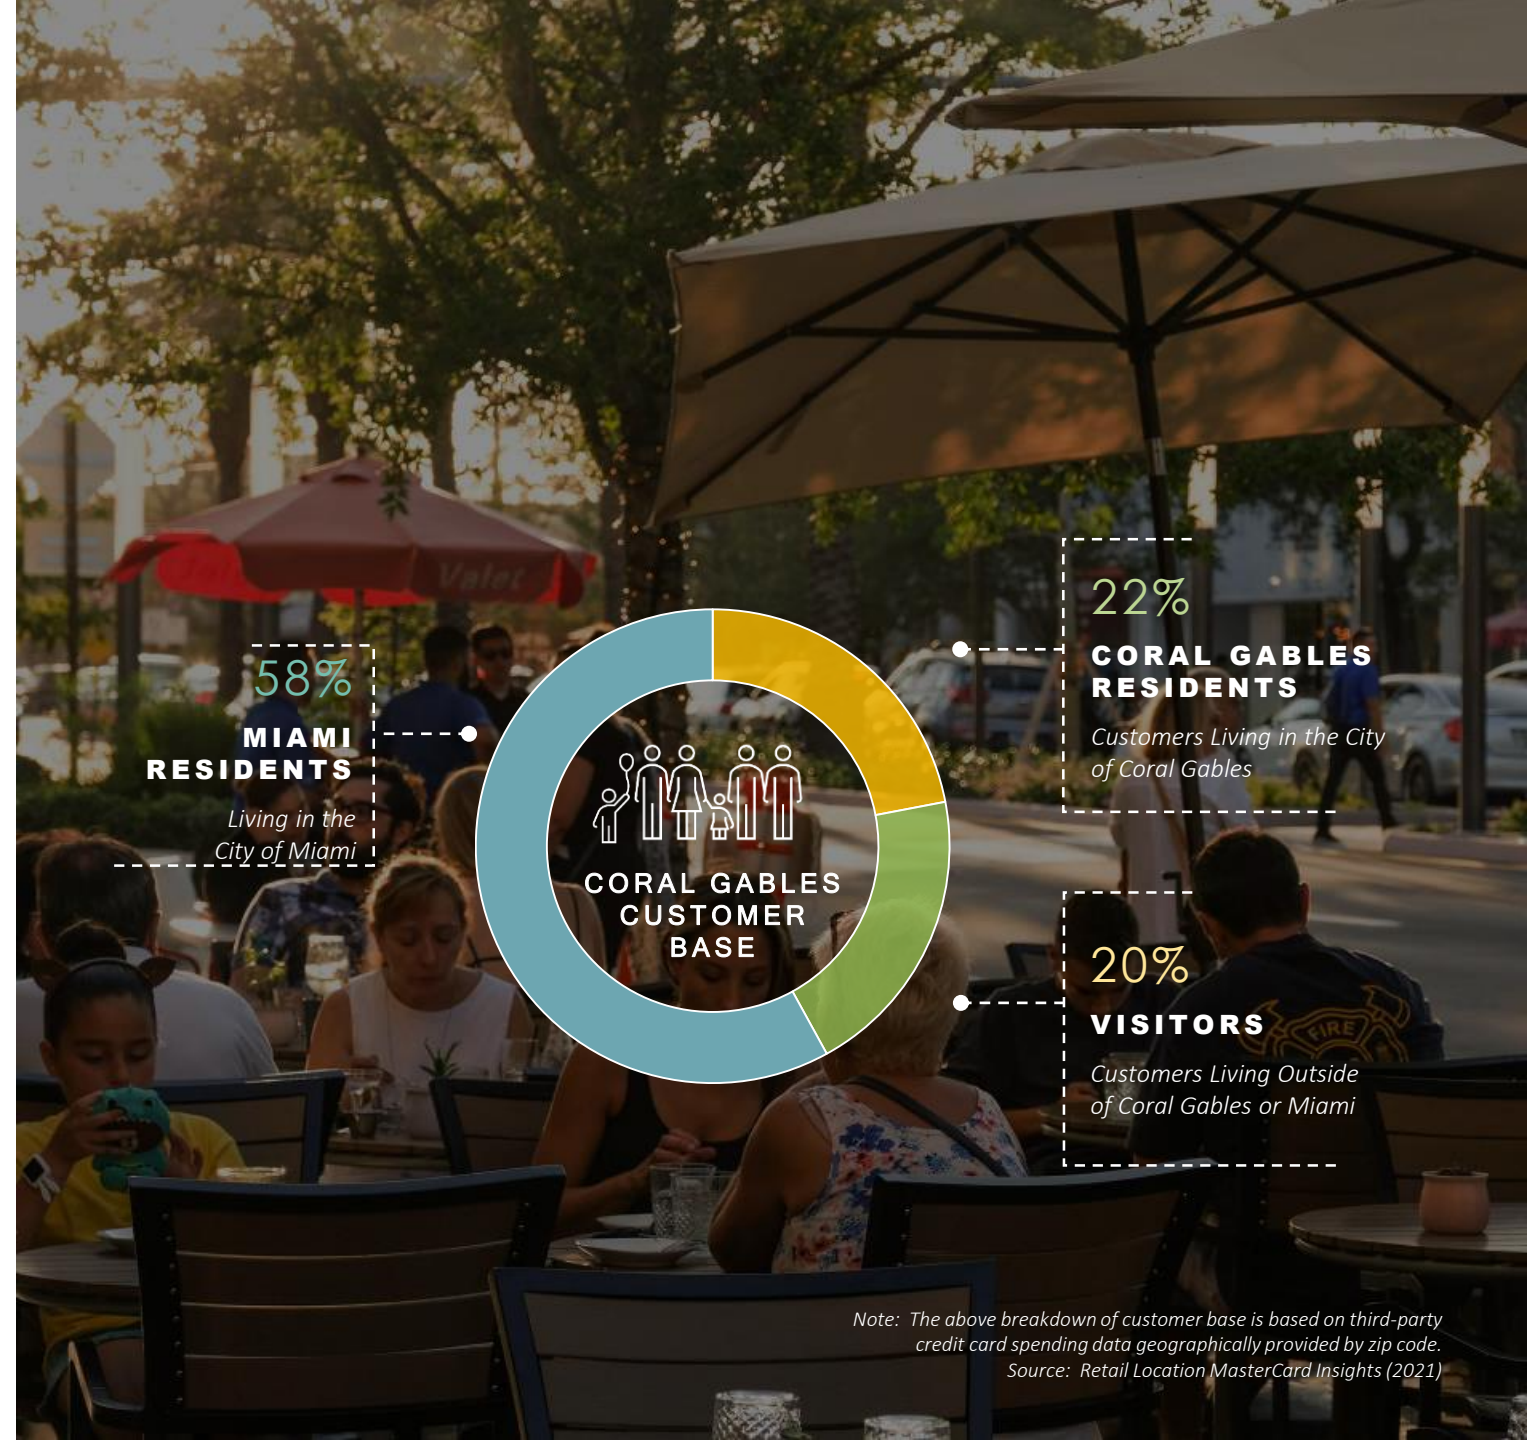 Valet
22%
CORAL GABLES
RESIDENTS
Customers Living in the City
of Coral Gables
58%
MIAMI
RESIDENTS
Living in the
City of Miami
CORAL GABLES
CUSTOMER
BASE
20%
VISITORS
Customers Living Outside
of Coral Gables or Miami
FIRE
Note: The above breakdown of customer base is based on third-party
credit card spending data geographically provided by zip code.
Source: Retail Location MasterCard Insights (2021)